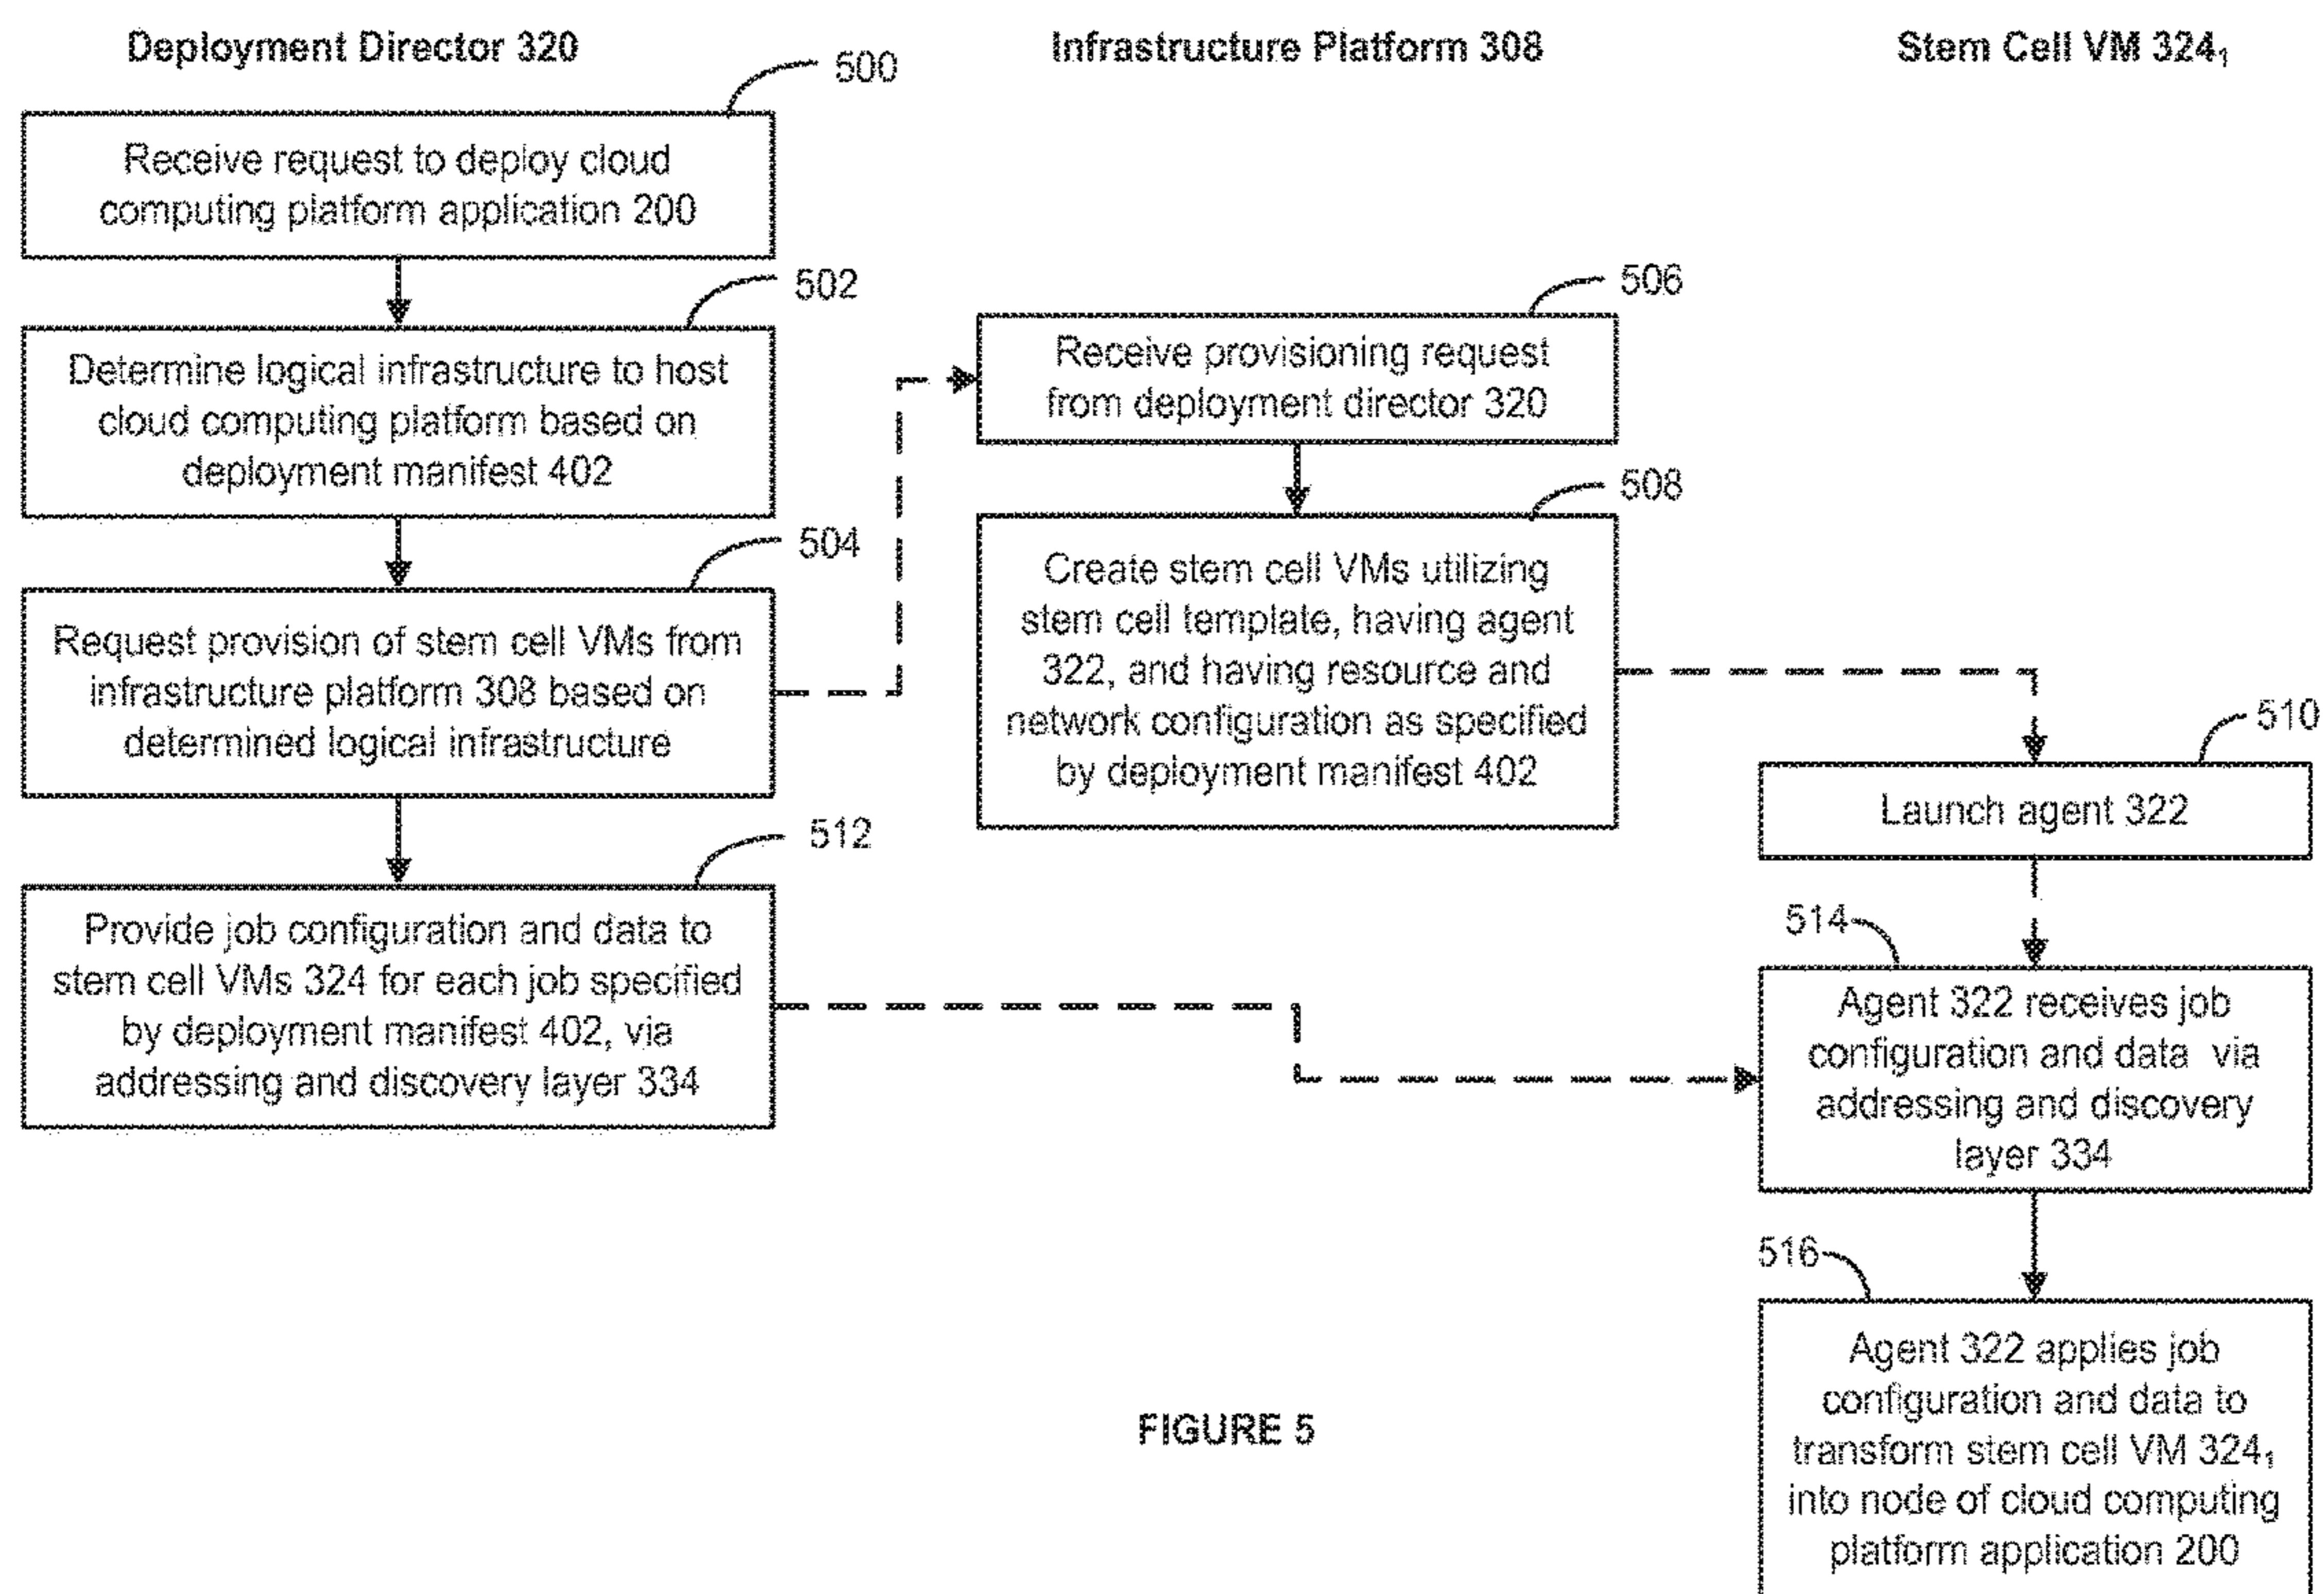 Deployment Director 320
500
Receive request to deploy cloud
computing platform application 200
502
Determine logical infrastructure to host
cloud computing platform based on
deployment manifest 402
504
Request provision of stem cell VMs from
infrastructure platform 308 based on
determined logical infrastructure
512
Provide job configuration and data to
stem cell VMs 324 for each job specified
by deployment manifest 402, via
addressing and discovery layer 334
Infrastructure Platform 308
506
Receive provisioning request
from deployment director 320
508
Create stem cell VMs utilizing
stem cell template, having agent
322, and having resource and
network configuration as specified
by deployment manifest 402
Stem Cell VM 324₁
510
Launch agent 322
514
Agent 322 receives job
configuration and data via
addressing and discovery
layer 334
516
Agent 322 applies job
configuration and data to
transform stem cell VM 324₁
into node of cloud computing
platform application 200
FIGURE 5